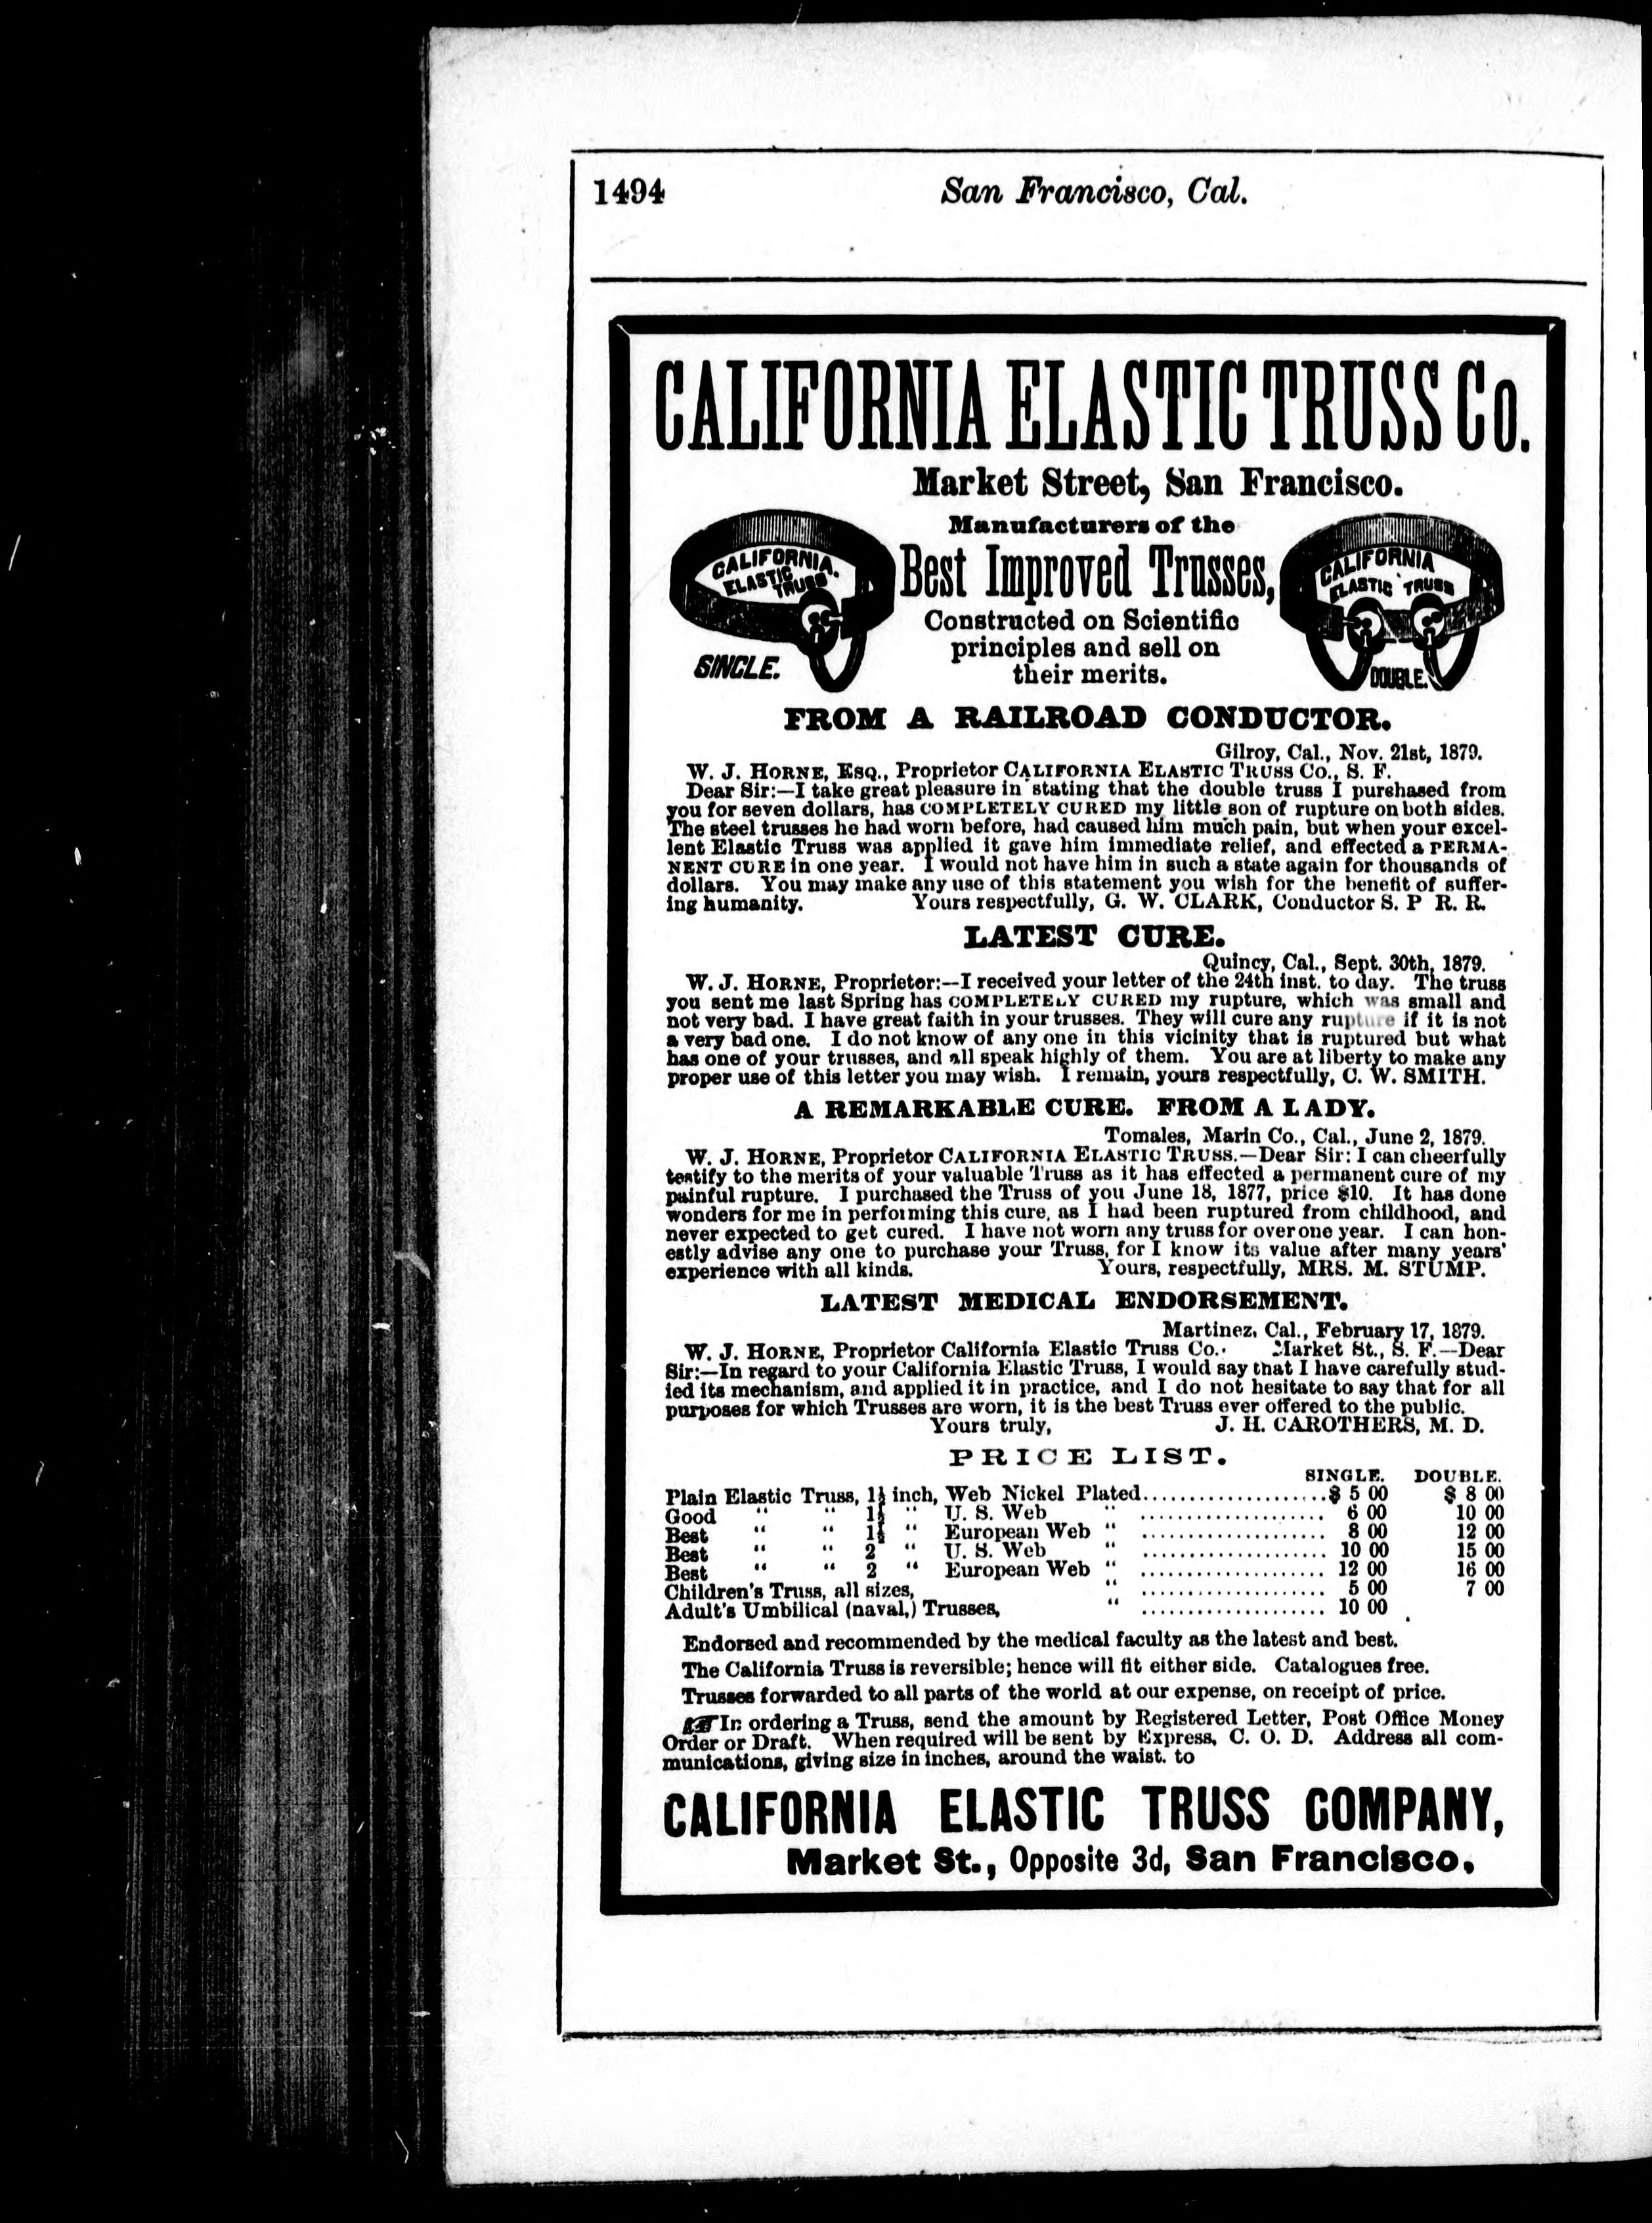 1494 San Francisco, Cal.
CALIFORNIA ELASTIC TRUSS Co.
Market Street, San Francisco.
Manufacturers of the
Best Improved Trusses,
Constructed on Scientific
principles and sell on
their merits.
CALIFORNIA.
ELASTIC
TRUSS
SINGLE.
CALIFORNIA
ELASTIC TRUSS
DOUBLE.
FROM A RAILROAD CONDUCTOR.
Gilroy, Cal., Nov. 21st, 1879.
W. J. HORNE, ESQ., Proprietor CALIFORNIA ELASTIC TRUSS CO., S. F.
Dear Sir:—I take great pleasure in stating that the double truss I purchased from
you for seven dollars, has COMPLETELY CURED my little son of rupture on both sides.
The steel trusses he had worn before, had caused him much pain, but when your excel-
lent Elastic Truss was applied it gave him immediate relief, and effected a PERMA-
NENT CURE in one year. I would not have him in such a state again for thousands of
dollars. You may make any use of this statement you wish for the benefit of suffer-
ing humanity. Yours respectfully, G. W. CLARK, Conductor S. P R. R.
LATEST CURE.
Quincy, Cal., Sept. 30th, 1879.
W. J. HORNE, Proprietor:—I received your letter of the 24th inst. to day. The truss
you sent me last Spring has COMPLETELY CURED my rupture, which was small and
not very bad. I have great faith in your trusses. They will cure any rupture if it is not
a very bad one. I do not know of any one in this vicinity that is ruptured but what
has one of your trusses, and all speak highly of them. You are at liberty to make any
proper use of this letter you may wish. I remain, yours respectfully, C. W. SMITH.
A REMARKABLE CURE. FROM A LADY.
Tomales, Marin Co., Cal., June 2, 1879.
W. J. HORNE, Proprietor CALIFORNIA ELASTIC TRUSS.—Dear Sir: I can cheerfully
testify to the merits of your valuable Truss as it has effected a permanent cure of my
painful rupture. I purchased the Truss of you June 18, 1877, price $10. It has done
wonders for me in performing this cure, as I had been ruptured from childhood, and
never expected to get cured. I have not worn any truss for over one year. I can hon-
estly advise any one to purchase your Truss, for I know its value after many years'
experience with all kinds. Yours, respectfully, MRS. M. STUMP.
LATEST MEDICAL ENDORSEMENT.
Martinez, Cal., February 17, 1879.
W. J. HORNE, Proprietor California Elastic Truss Co.. Market St., S. F.—Dear
Sir:—In regard to your California Elastic Truss, I would say that I have carefully stud-
ied its mechanism, and applied it in practice, and I do not hesitate to say that for all
purposes for which Trusses are worn, it is the best Truss ever offered to the public.
Yours truly, J. H. CAROTHERS, M. D.
PRICE LIST.
SINGLE. DOUBLE.
Plain Elastic Truss, 1½ inch, Web Nickel Plated....................$ 5 00 $ 8 00
Good " " 1½ " U. S. Web " .................... 6 00 10 00
Best " " 1½ " European Web " .................... 8 00 12 00
Best " " 2 " U. S. Web " .................... 10 00 15 00
Best " " 2 " European Web " .................... 12 00 16 00
Children's Truss, all sizes, " .................... 5 00 7 00
Adult's Umbilical (naval,) Trusses, " .................... 10 00
Endorsed and recommended by the medical faculty as the latest and best.
The California Truss is reversible; hence will fit either side. Catalogues free.
Trusses forwarded to all parts of the world at our expense, on receipt of price.
☞In ordering a Truss, send the amount by Registered Letter, Post Office Money
Order or Draft. When required will be sent by Express, C. O. D. Address all com-
munications, giving size in inches, around the waist. to
CALIFORNIA ELASTIC TRUSS COMPANY,
Market St., Opposite 3d, San Francisco,